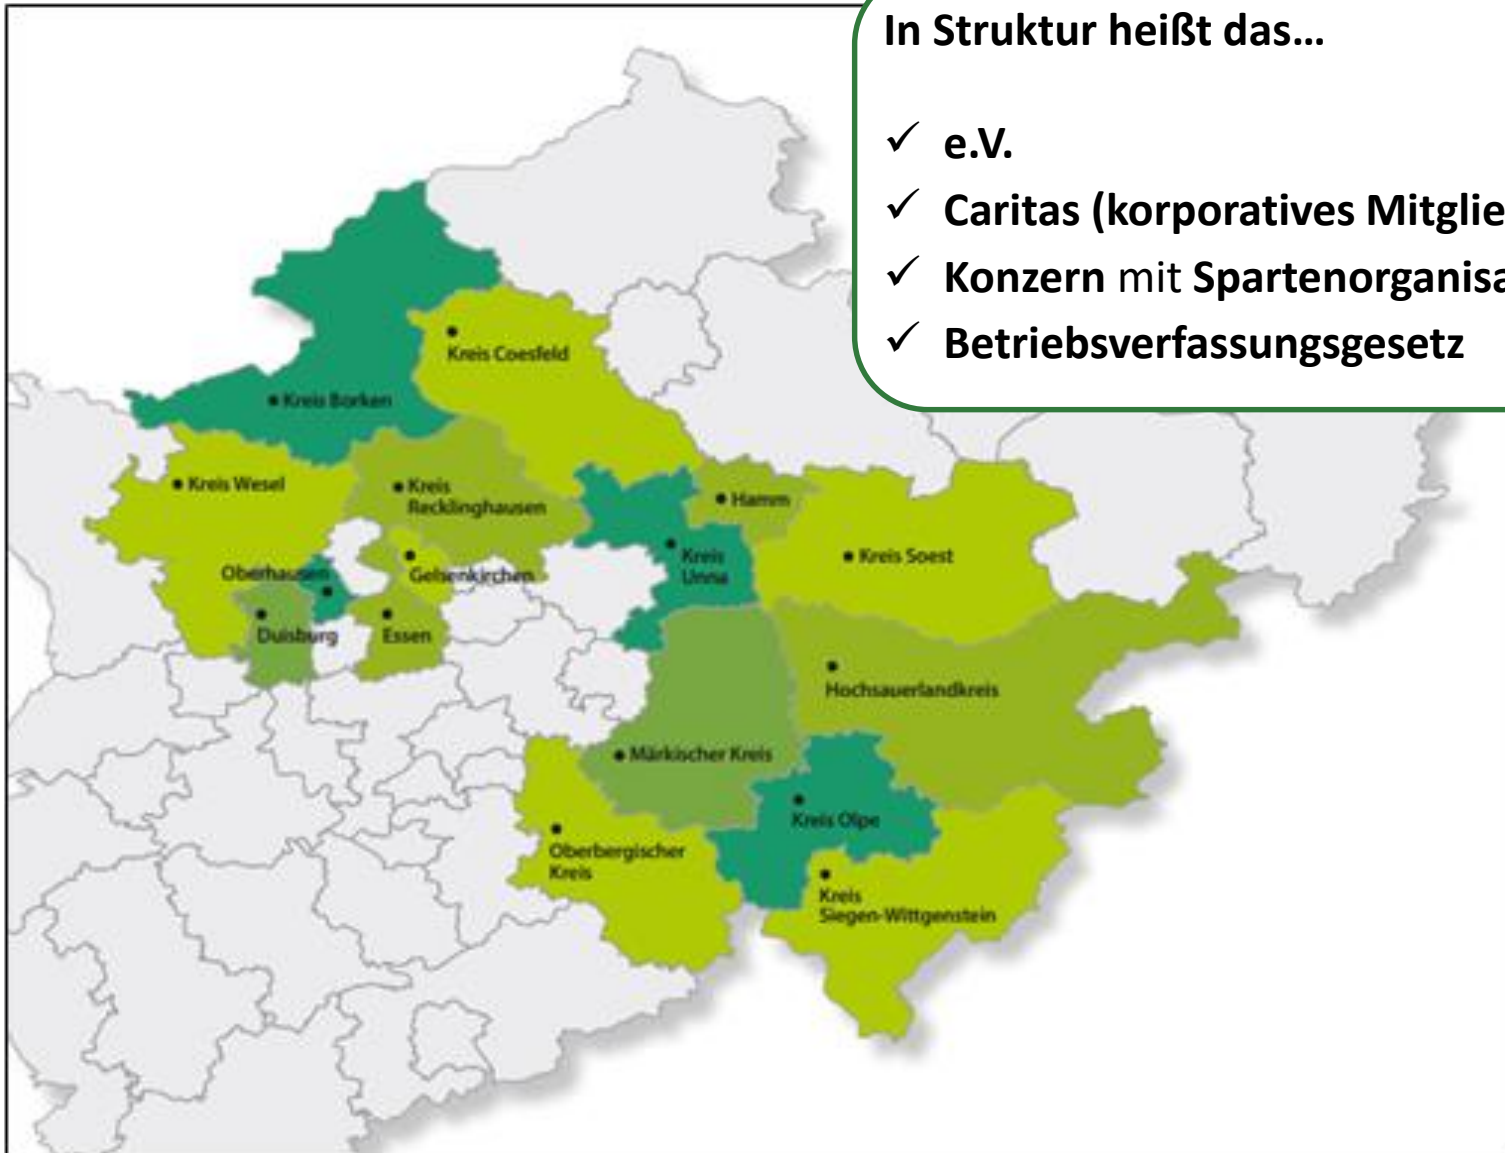 In Struktur heißt das...
✓ e.V.
✓ Caritas (korporatives Mitglie
✓ Konzern mit Spartenorganisa
✓ Betriebsverfassungsgesetz
Kreis Coesfeld
Kreis Borken
Kreis Wesel
Kreis
Recklinghausen
Hamm
Kreis
Unna
Kreis Soest
Oberhausen
Gelsenkirchen
Duisburg
Essen
Hochsauerlandkreis
Märkischer Kreis
Kreis Olpe
Oberbergischer
Kreis
Kreis
Siegen-Wittgenstein